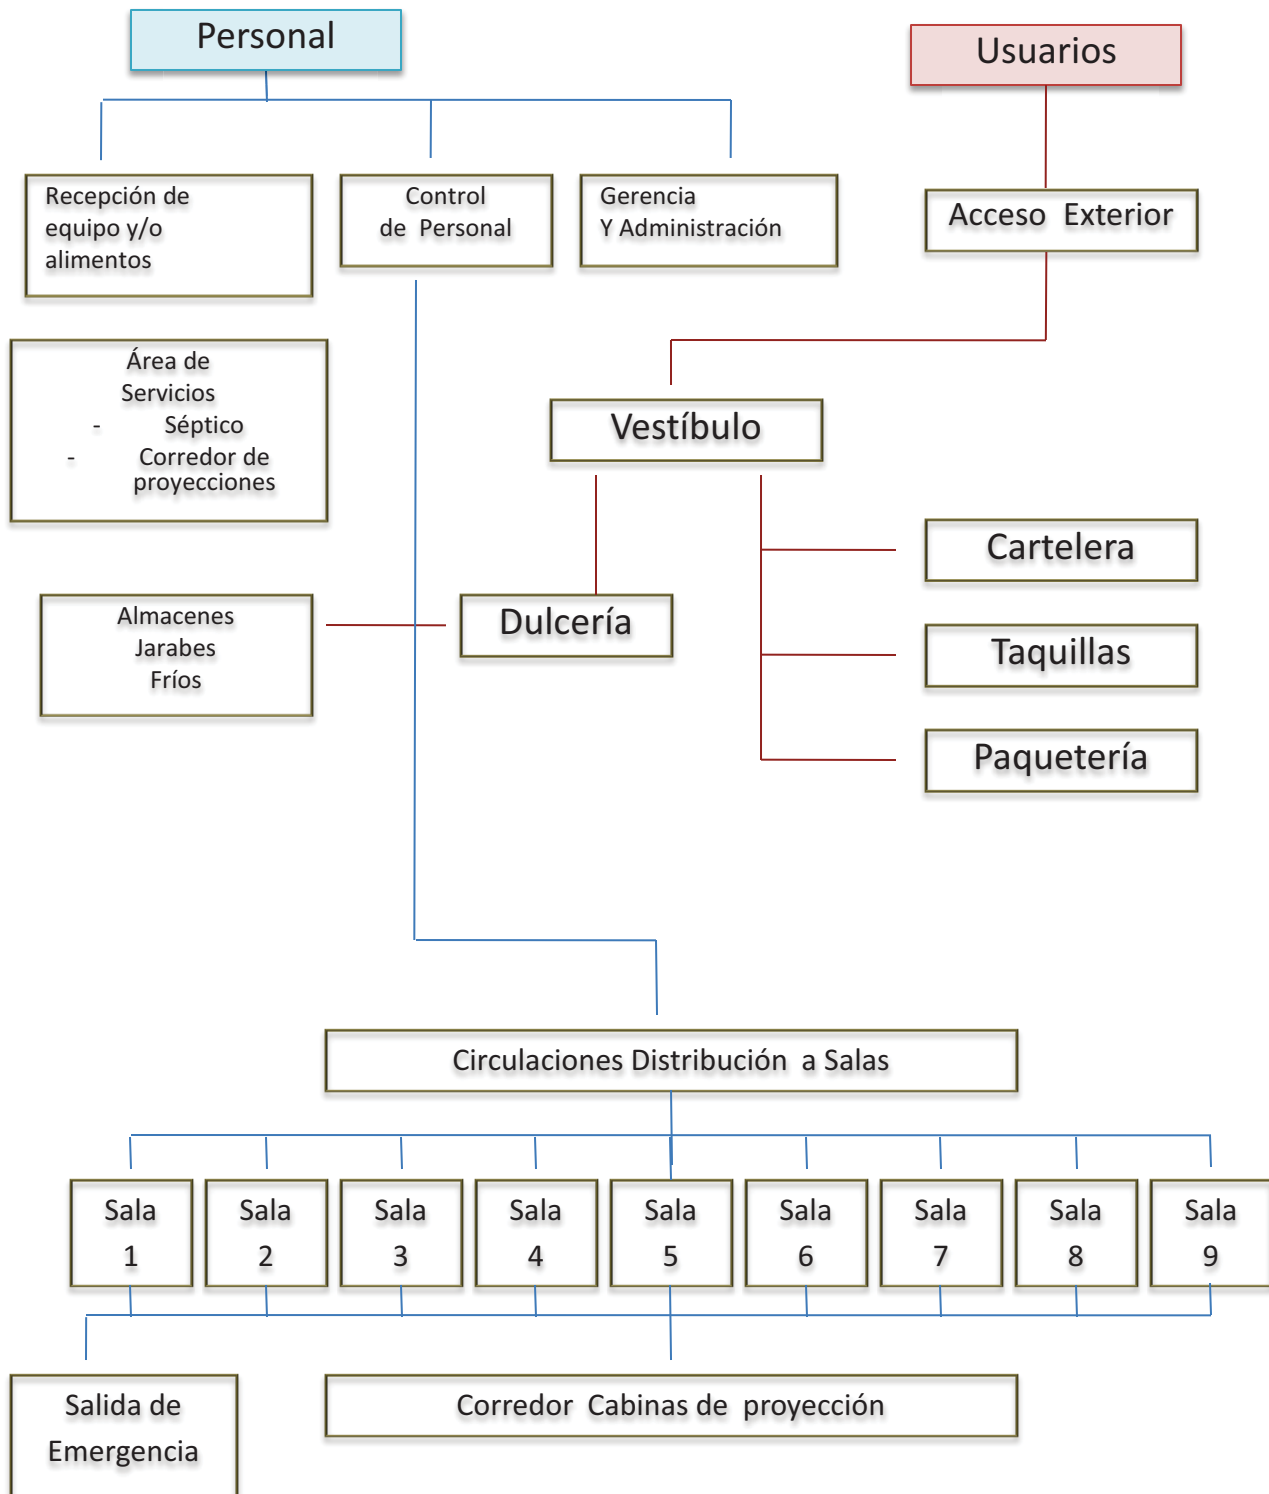 Personal
Usuarios
Recepción de
equipo y/o
alimentos
Control
de Personal
Gerencia
Y Administración
Acceso Exterior
Área de
Servicios
- Séptico
- Corredor de
proyecciones
Vestíbulo
Cartelera
Almacenes
Jarabes
Fríos
Dulcería
Taquillas
Paquetería
Circulaciones Distribución a Salas
Sala
1
Sala
2
Sala
3
Sala
4
Sala
5
Sala
6
Sala
7
Sala
8
Sala
9
Salida de
Emergencia
Corredor Cabinas de proyección